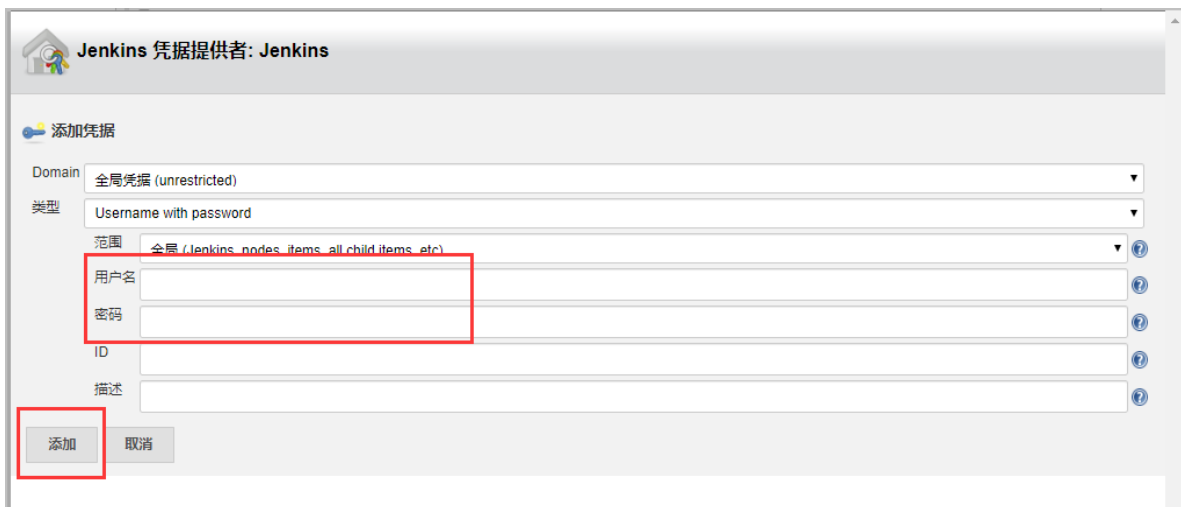 Jenkins 凭据提供者: Jenkins
添加凭据
Domain 全局凭据 (unrestricted)
类型 Username with password
范围 全局 (Jenkins, nodes, items, all child items, etc)
用户名
密码
ID
描述
添加 取消